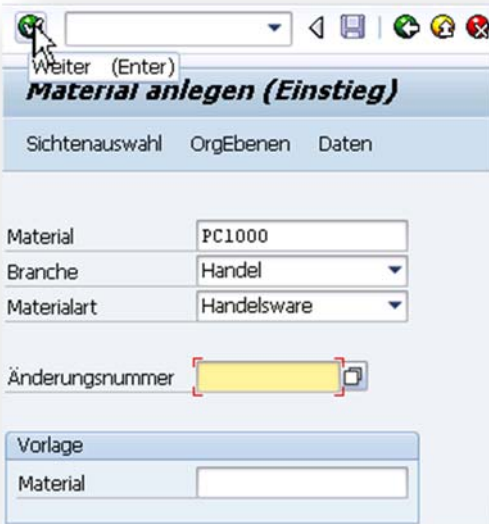 Weiter (Enter)
Material anlegen (Einstieg)
Sichtenauswahl OrgEbenen Daten
Material PC1000
Branche Handel
Materialart Handelsware
Änderungsnummer
Vorlage
Material